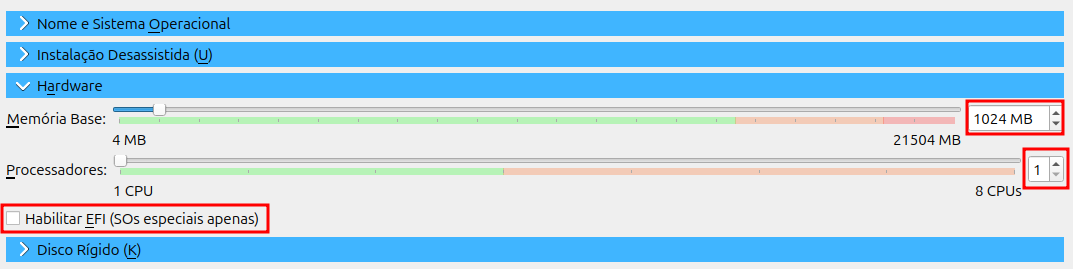 Nome e Sistema Operacional
Instalação Desassistida (U)
Hardware
Memória Base:
1024 MB
4 MB
21504 MB
Processadores:
1
1 CPU
8 CPUs
Habilitar EFI (SOs especiais apenas)
Disco Rígido (K)